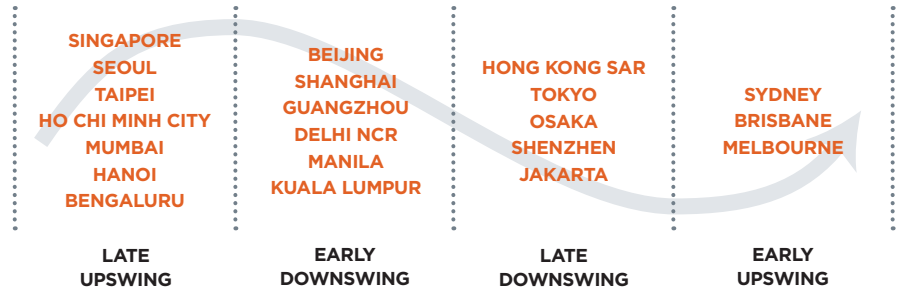 SINGAPORE
SEOUL
TAIPEI
HO CHI MINH CITY
MUMBAI
HANOI
BENGALURU
LATE
UPSWING
BEIJING
SHANGHAI
GUANGZHOU
DELHI NCR
MANILA
KUALA LUMPUR
EARLY
DOWNSWING
HONG KONG SAR
TOKYO
OSAKA
SHENZHEN
JAKARTA
LATE
DOWNSWING
SYDNEY
BRISBANE
MELBOURNE
EARLY
UPSWING